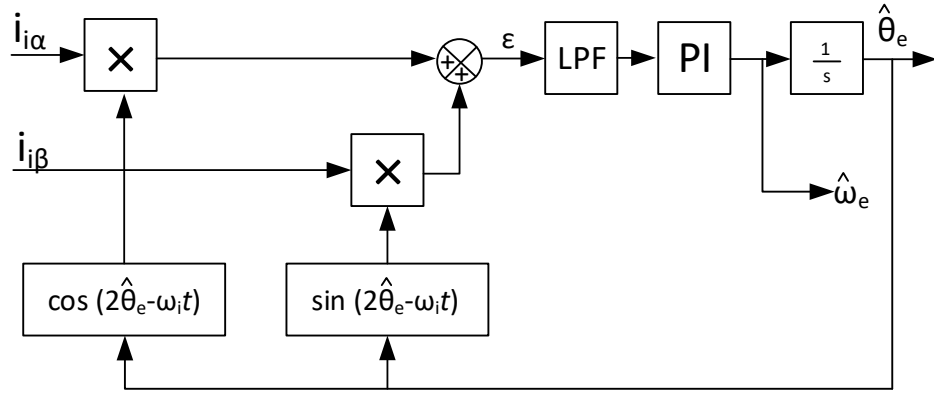 i_iα
×
+
+
ε
LPF
PI
1/s
θ̂_e
i_iβ
×
ω̂_e
cos (2θ̂_e-ω_it)
sin (2θ̂_e-ω_it)